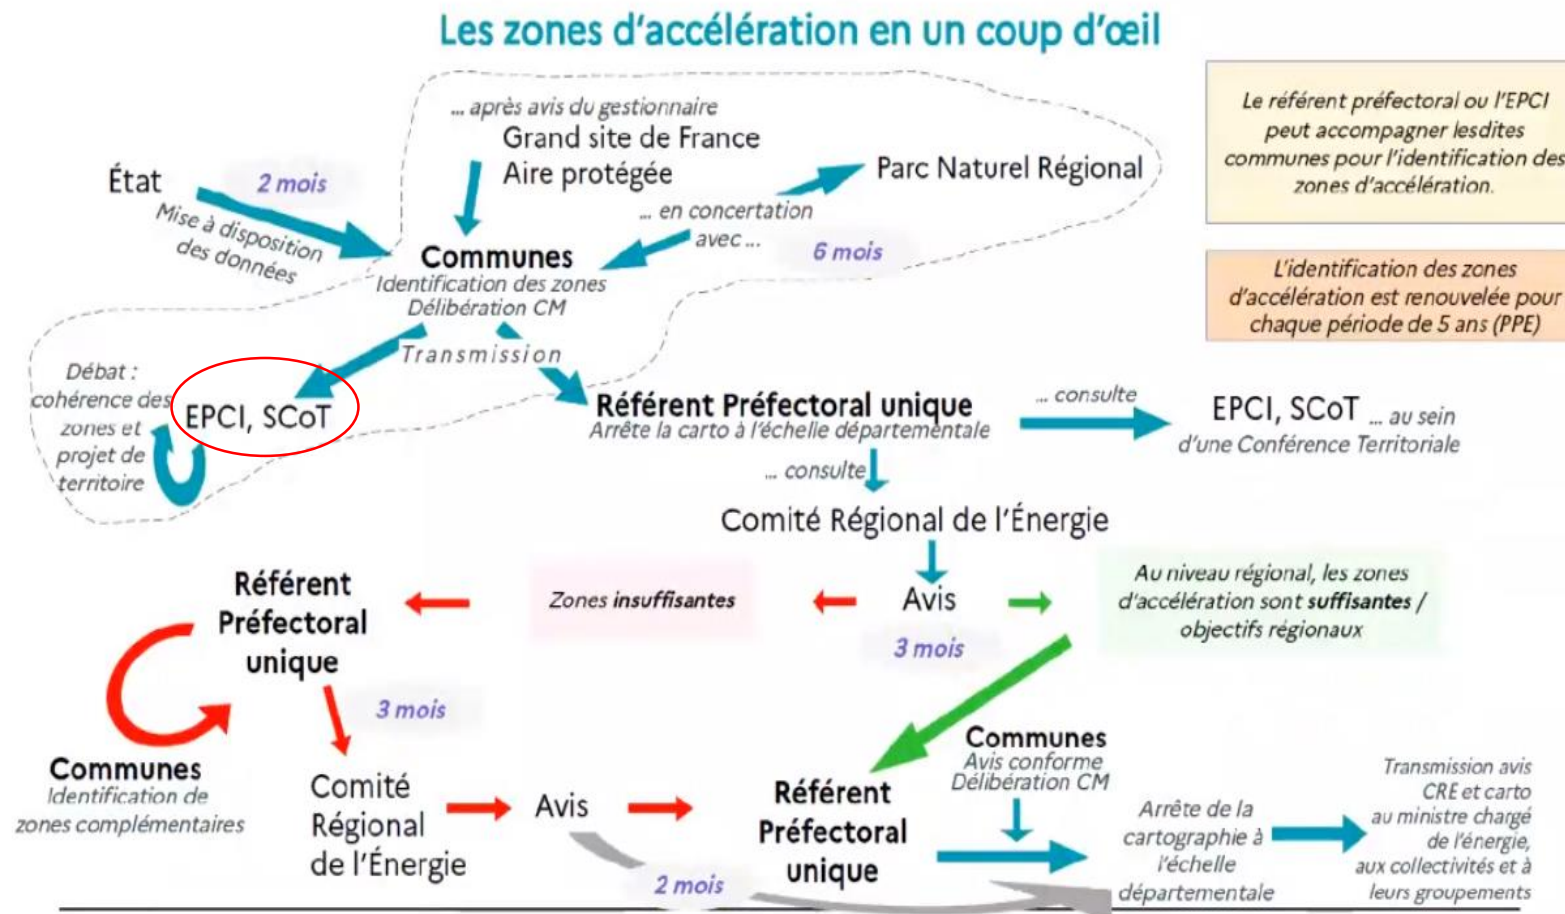 Les zones d'accélération en un coup d'œil
... après avis du gestionnaire
Grand site de France
Aire protégée
État
2 mois
Mise à disposition
des données
Parc Naturel Régional
... en concertation
avec ...
6 mois
Communes
Identification des zones
Délibération CM
Transmission
Le référent préfectoral ou l'EPCI
peut accompagner lesdites
communes pour l'identification des
zones d'accélération.
L'identification des zones
d'accélération est renouvelée pour
chaque période de 5 ans (PPE)
Débat :
cohérence des
zones et
projet de
territoire
EPCI, SCoT
Référent Préfectoral unique
Arrête la carto à l'échelle départementale
... consulte
EPCI, SCoT ... au sein
d'une Conférence Territoriale
... consulte
Comité Régional de l'Énergie
Avis
3 mois
Zones insuffisantes
Au niveau régional, les zones
d'accélération sont suffisantes /
objectifs régionaux
Référent
Préfectoral
unique
3 mois
Communes
Identification de
zones complémentaires
Comité
Régional
de l'Énergie
Avis
2 mois
Référent
Préfectoral
unique
Communes
Avis conforme
Délibération CM
Arrête de la
cartographie à
l'échelle
départementale
Transmission avis
CRE et carto
au ministre chargé
de l'énergie,
aux collectivités et à
leurs groupements